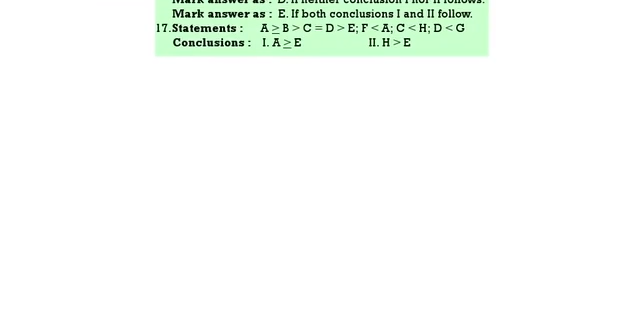 Mark answer as : D. If neither conclusion I nor II follows.
Mark answer as : E. If both conclusions I and II follow.
17.Statements : A ≥ B > C = D > E; F < A; C < H; D < G
Conclusions : I. A ≥ E II. H > E